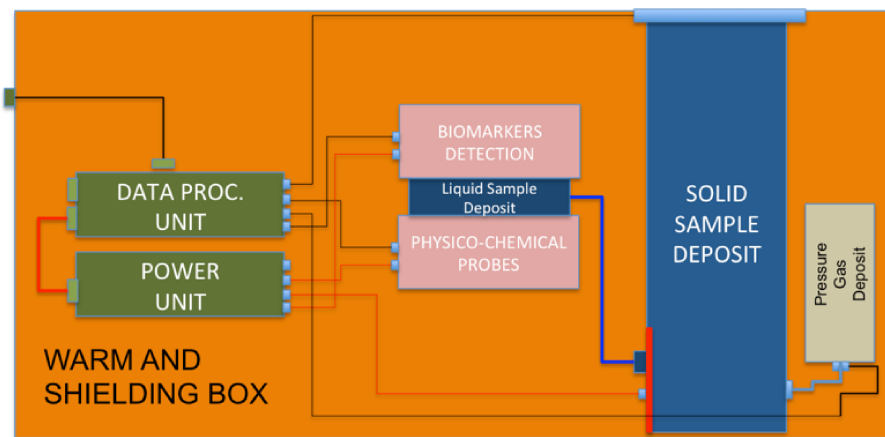 BIOMARKERS
DETECTION
Liquid Sample
Deposit
PHYSICO-CHEMICAL
PROBES
DATA PROC.
UNIT
POWER
UNIT
SOLID
SAMPLE
DEPOSIT
Pressure
Gas
Deposit
WARM AND
SHIELDING BOX